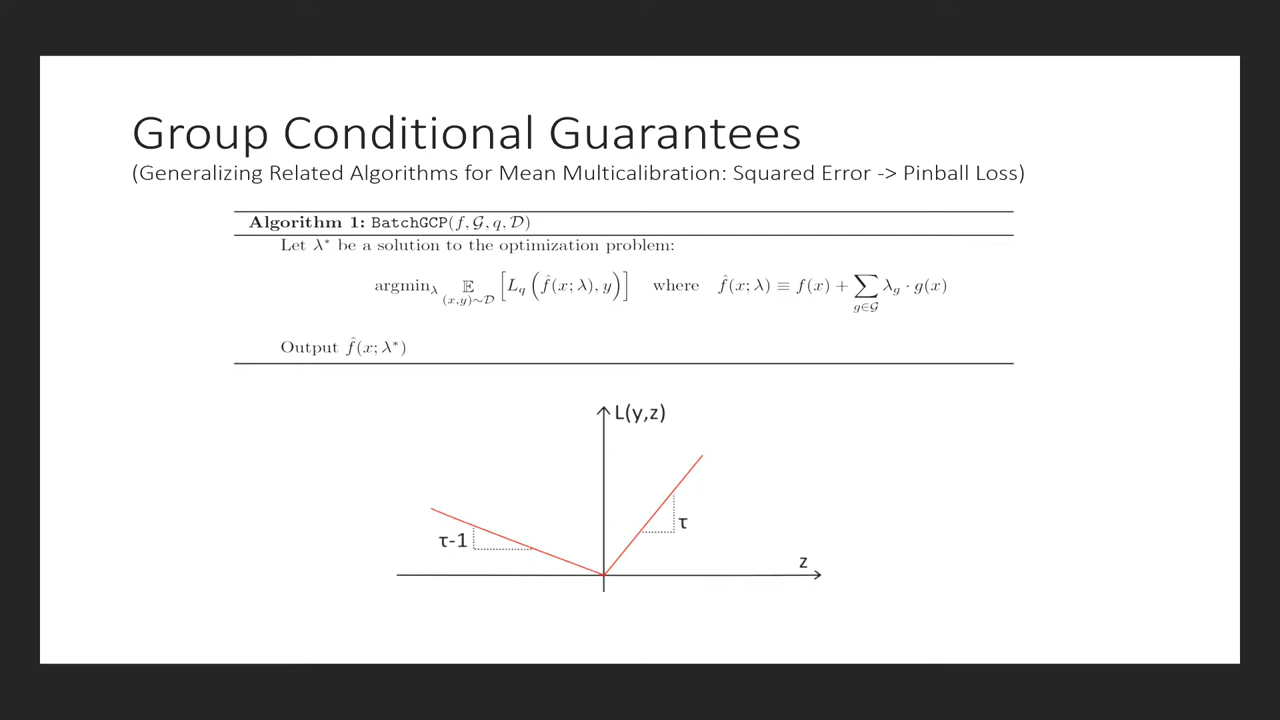 Group Conditional Guarantees
(Generalizing Related Algorithms for Mean Multicalibration: Squared Error -> Pinball Loss)
Algorithm 1: BatchGCP(f, 𝒢, q, 𝒟)
Let λ* be a solution to the optimization problem:
argmin_λ 𝔼_{(x,y)∼𝒟} [L_q (f̂(x; λ), y)] where f̂(x; λ) ≡ f(x) + ∑_{g∈𝒢} λ_g · g(x)
Output f̂(x; λ*)
L(y,z)
τ
τ-1
z